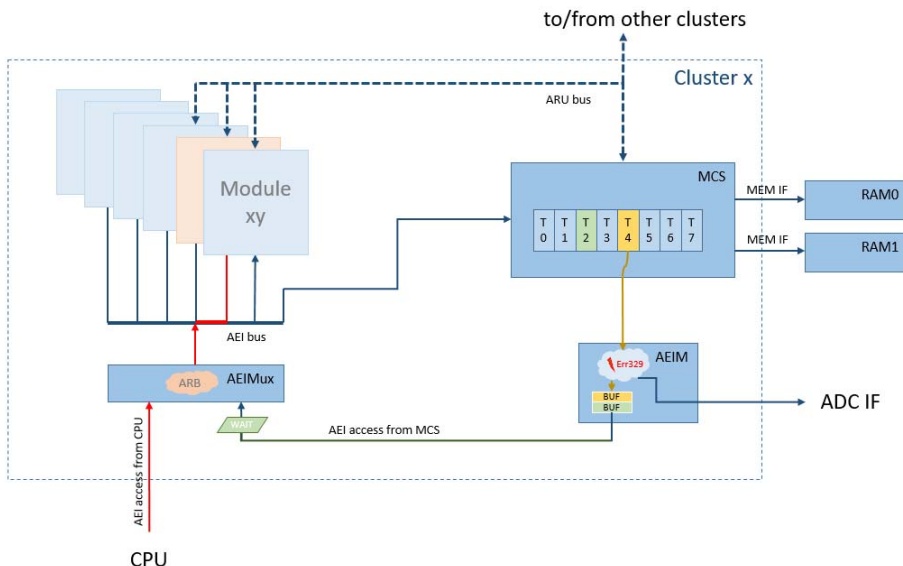 to/from other clusters
Cluster x
ARU bus
Module
xy
MCS
T T T T T T T T
0 1 2 3 4 5 6 7
MEM IF
RAM0
MEM IF
RAM1
AEI bus
AEIMux
ARB
AEIM
Err329
BUF
BUF
ADC IF
WAIT
AEI access from MCS
AEI access from CPU
CPU